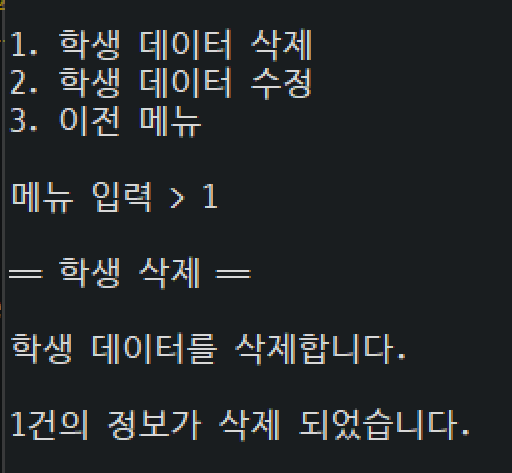 1. 학생 데이터 삭제
2. 학생 데이터 수정
3. 이전 메뉴
메뉴 입력 > 1
== 학생 삭제 ==
학생 데이터를 삭제합니다.
1건의 정보가 삭제 되었습니다.